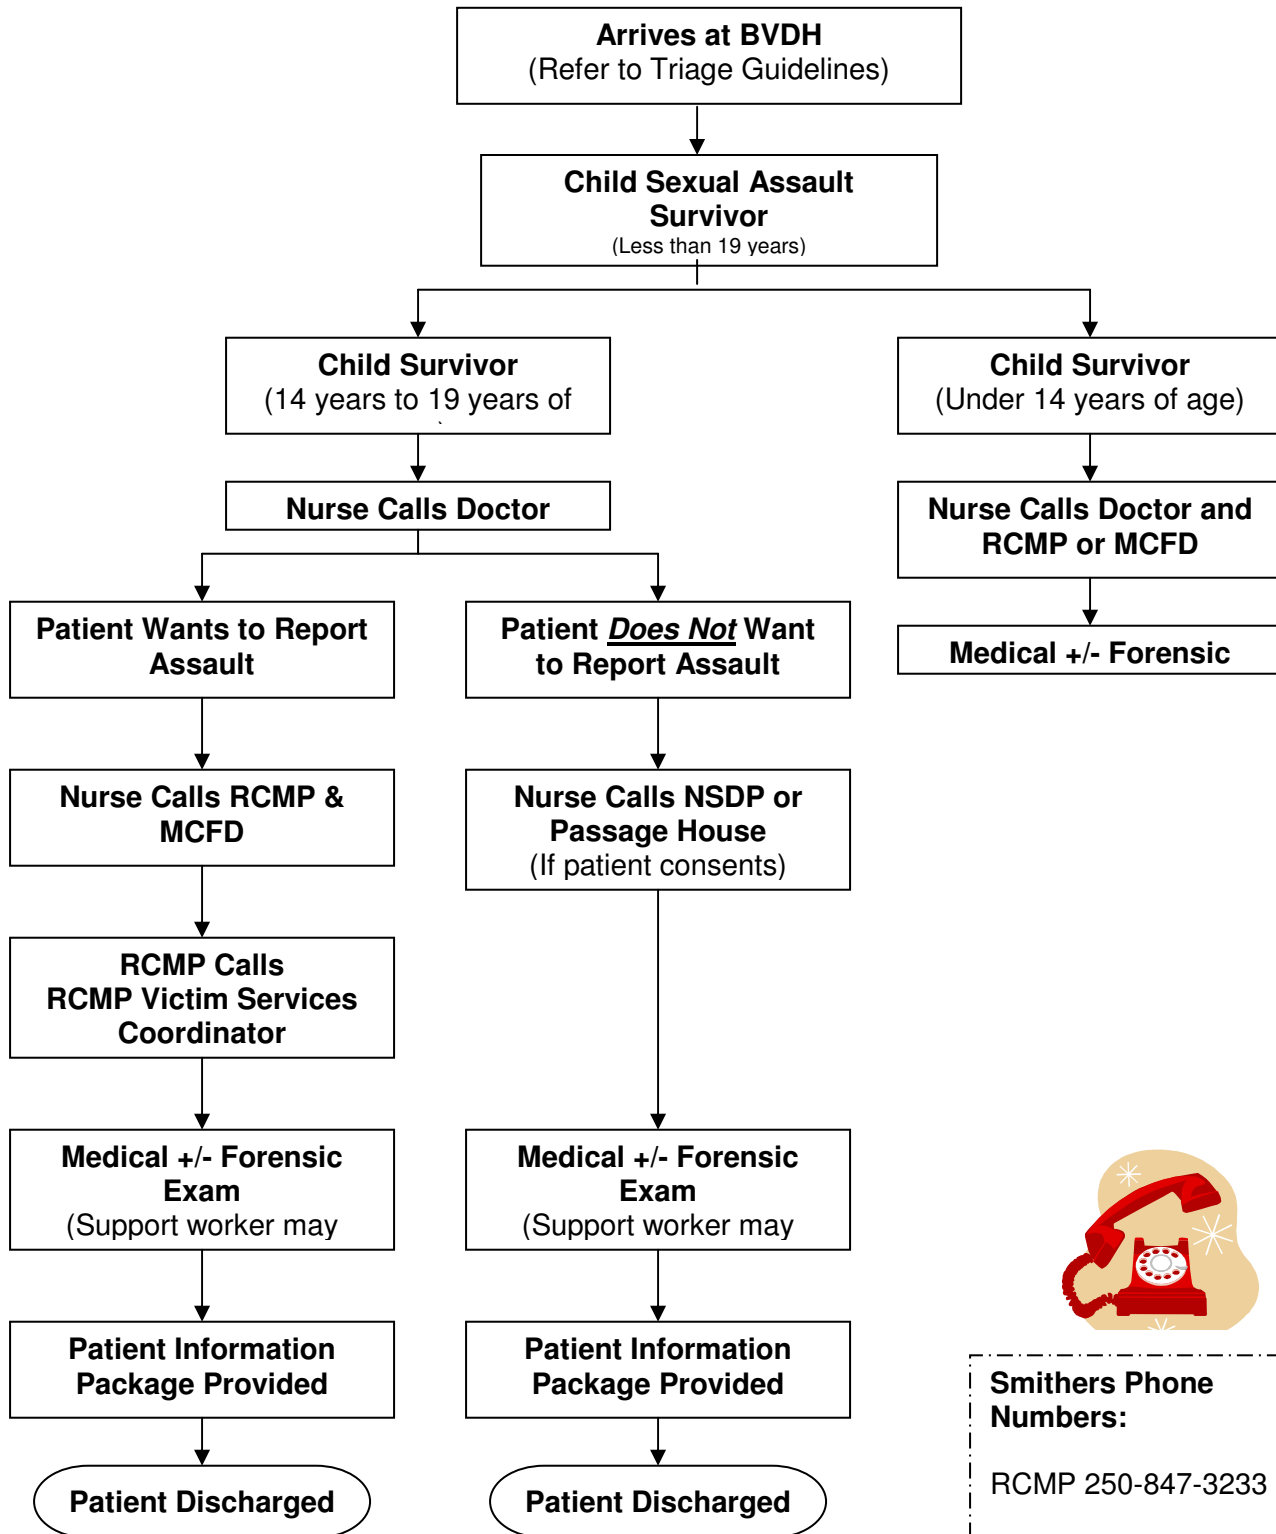 Arrives at BVDH
(Refer to Triage Guidelines)
Child Sexual Assault
Survivor
(Less than 19 years)
Child Survivor
(14 years to 19 years of
Child Survivor
(Under 14 years of age)
Nurse Calls Doctor
Nurse Calls Doctor and
RCMP or MCFD
Patient Wants to Report
Assault
Patient Does Not Want
to Report Assault
Medical +/- Forensic
Nurse Calls RCMP &
MCFD
Nurse Calls NSDP or
Passage House
(If patient consents)
RCMP Calls
RCMP Victim Services
Coordinator
Medical +/- Forensic
Exam
(Support worker may
Medical +/- Forensic
Exam
(Support worker may
Patient Information
Package Provided
Patient Information
Package Provided
Patient Discharged
Patient Discharged
Smithers Phone
Numbers:
RCMP 250-847-3233